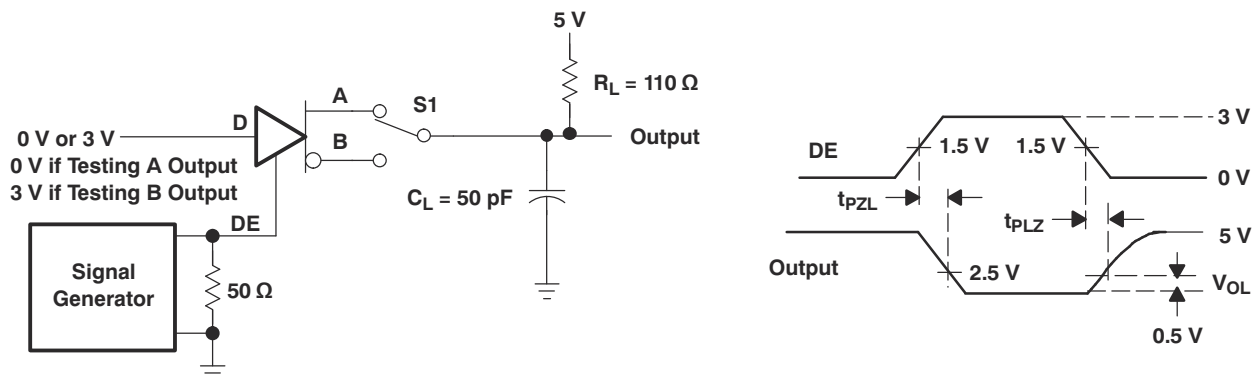 5 V
R_L = 110 Ω
A
S1
D
0 V or 3 V
B
Output
0 V if Testing A Output
3 V if Testing B Output
C_L = 50 pF
DE
Signal
Generator
50 Ω
3 V
DE
1.5 V
1.5 V
0 V
t_PZL
t_PLZ
5 V
Output
2.5 V
V_OL
0.5 V